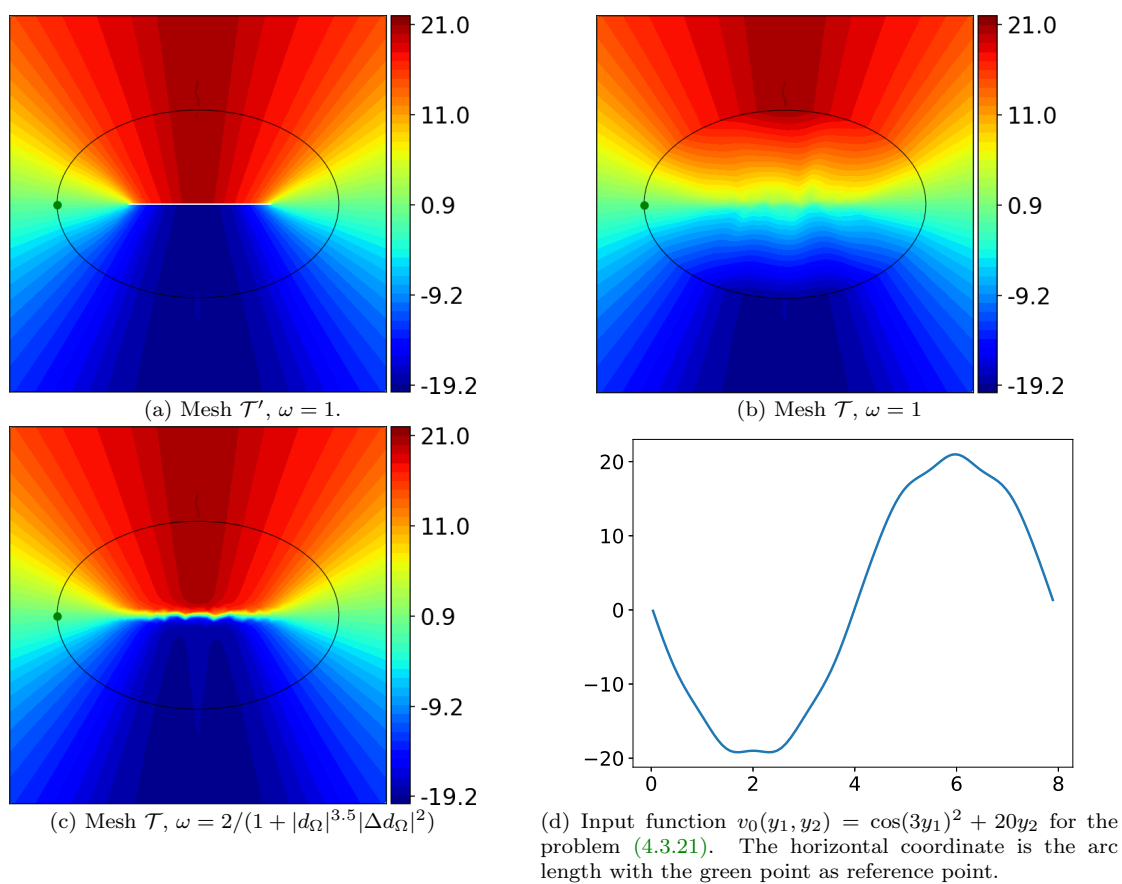 21.0
11.0
0.9
-9.2
-19.2
(a) Mesh 𝒯′, ω = 1.
21.0
11.0
0.9
-9.2
-19.2
(b) Mesh 𝒯, ω = 1
21.0
11.0
0.9
-9.2
-19.2
(c) Mesh 𝒯, ω = 2/(1 + |d_Ω|^{3.5}|Δd_Ω|^2)
20
10
0
−10
−20
0 2 4 6 8
(d) Input function v_0(y_1, y_2) = cos(3y_1)^2 + 20y_2 for the
problem (4.3.21). The horizontal coordinate is the arc
length with the green point as reference point.